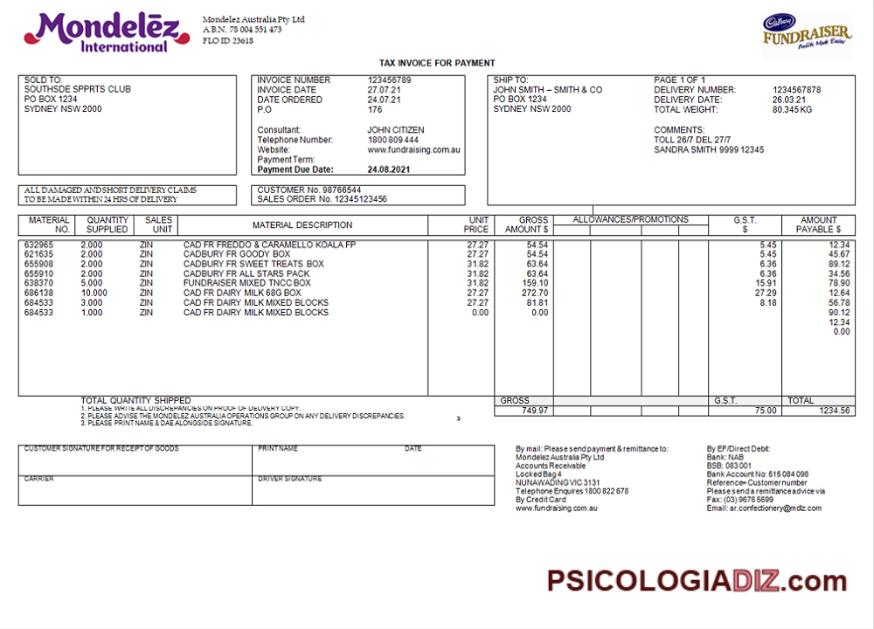 Mondelēz
International
Mondelez Australia Pty Ltd
A.B.N. 78 004 551 473
FLO ID 23618
Cadbury
FUNDRAISER
Fundies Made Easy
TAX INVOICE FOR PAYMENT
SOLD TO:
SOUTHSDE SPPRTS CLUB
PO BOX 1234
SYDNEY NSW 2000
INVOICE NUMBER 123456789
INVOICE DATE 27.07.21
DATE ORDERED 24.07.21
P.O 176
Consultant: JOHN CITIZEN
Telephone Number: 1800 809 444
Website: www.fundraising.com.au
Payment Term:
Payment Due Date: 24.08.2021
SHIP TO:
JOHN SMITH – SMITH & CO
PO BOX 1234
SYDNEY NSW 2000
PAGE 1 OF 1
DELIVERY NUMBER: 1234567878
DELIVERY DATE: 26.03.21
TOTAL WEIGHT: 80.345 KG
COMMENTS:
TOLL 26/7 DEL 27/7
SANDRA SMITH 9999 12345
ALL DAMAGED AND SHORT DELIVERY CLAIMS
TO BE MADE WITHIN 24 HRS OF DELIVERY
CUSTOMER No. 98766544
SALES ORDER No. 12345123456
MATERIAL NO. QUANTITY SUPPLIED SALES UNIT MATERIAL DESCRIPTION UNIT PRICE GROSS AMOUNT $ ALLOWANCES/PROMOTIONS G.S.T. $ AMOUNT PAYABLE $
632965 2.000 ZIN CAD FR FREDDO & CARAMELLO KOALA FP 27.27 54.54 5.45 12.34
621635 2.000 ZIN CADBURY FR GOODY BOX 27.27 54.54 5.45 45.67
655908 2.000 ZIN CADBURY FR SWEET TREATS BOX 31.82 63.64 6.36 89.12
655910 2.000 ZIN CADBURY FR ALL STARS PACK 31.82 63.64 6.36 34.56
638370 5.000 ZIN FUNDRAISER MIXED TNCC BOX 31.82 159.10 15.91 78.90
686138 10.000 ZIN CAD FR DAIRY MILK 68G BOX 27.27 272.70 27.29 12.64
684533 3.000 ZIN CAD FR DAIRY MILK MIXED BLOCKS 27.27 81.81 8.18 56.78
684533 1.000 ZIN CAD FR DAIRY MILK MIXED BLOCKS 0.00 0.00 90.12
12.34
0.00
TOTAL QUANTITY SHIPPED
1. PLEASE WRITE ALL DISCREPANCIES ON PROOF OF DELIVERY COPY.
2. PLEASE ADVISE THE MONDELEZ AUSTRALIA OPERATIONS GROUP ON ANY DELIVERY DISCREPANCIES.
3. PLEASE PRINT NAME & DAE ALONGSIDE SIGNATURE.
$
GROSS G.S.T. TOTAL
749.97 75.00 1234.56
CUSTOMER SIGNATURE FOR RECEIPT OF GOODS PRINT NAME DATE
CARRIER DRIVER SIGNATURE
By mail: Please send payment & remittance to:
Mondelez Australia Pty Ltd
Accounts Receivable
Locked Bag 4
NUNAWADING VIC 3131
Telephone Enquires 1800 822 678
By Credit Card
www.fundraising.com.au
By EF/Direct Debit:
Bank: NAB
BSB: 083 001
Bank Account No: 516 084 098
Reference= Customer number
Please send a remittance advice via
Fax: (03) 9676 5699
Email: ar.confectionery@mdlz.com
PSICOLOGIADIZ.com